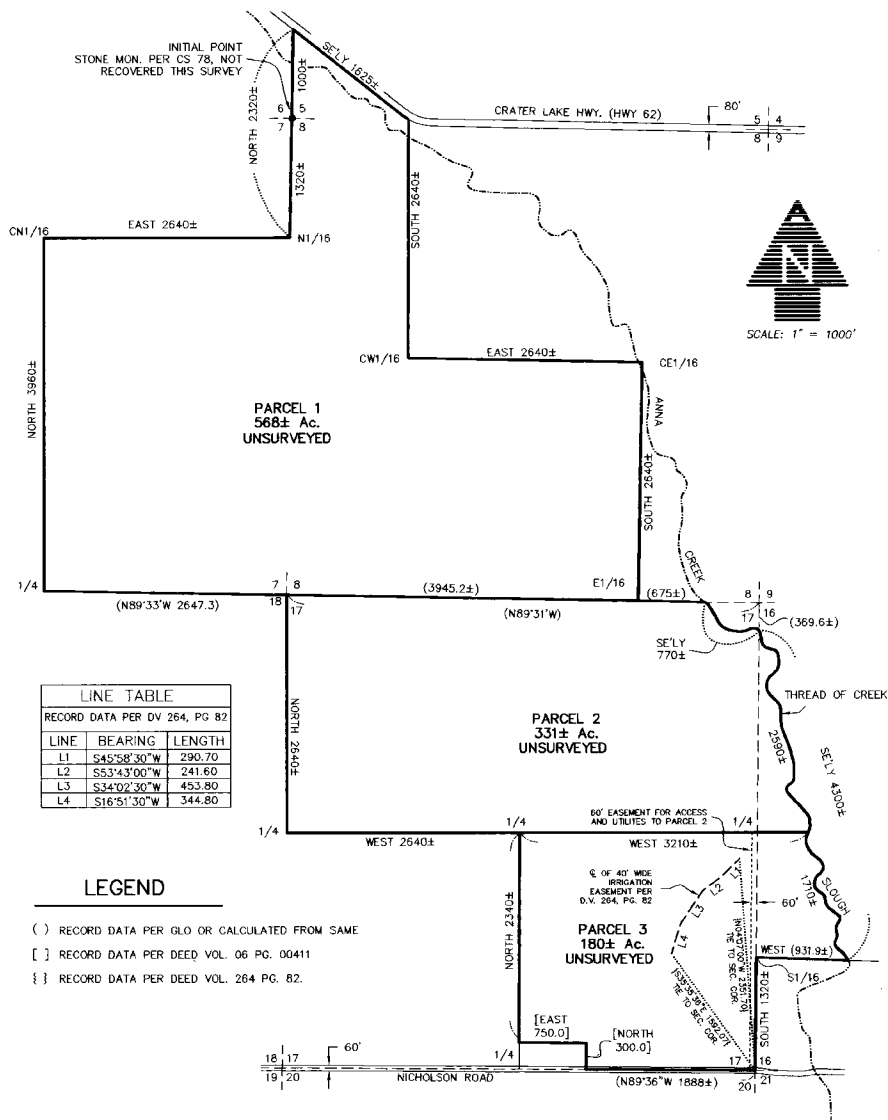 INITIAL POINT
STONE MON. PER CS 78, NOT
RECOVERED THIS SURVEY
NORTH 2320±
1000±
SE'LY 1625±
6 5
7 8
1320±
CRATER LAKE HWY. (HWY 62)
80'
5 4
8 9
A
N
SCALE: 1" = 1000'
CN1/16
EAST 2640±
N1/16
SOUTH 2640±
CW1/16
EAST 2640±
CE1/16
NORTH 3960±
PARCEL 1
568± Ac.
UNSURVEYED
ANNA
CREEK
SOUTH 2640±
1/4
(N89°33'W 2647.3)
7 8
18 17
(3945.2±)
(N89°31'W)
E1/16
(675±)
8 9
17 16
(369.6±)
SE'LY
770±
THREAD OF CREEK
LINE TABLE
RECORD DATA PER DV 264, PG 82
LINE BEARING LENGTH
L1 S45°58'30"W 290.70
L2 S53°43'00"W 241.60
L3 S34°02'30"W 453.80
L4 S16°51'30"W 344.80
NORTH 2640±
PARCEL 2
331± Ac.
UNSURVEYED
2590±
SE'LY 4300±
60' EASEMENT FOR ACCESS
AND UTILITES TO PARCEL 2
1/4
WEST 2640±
1/4
1/4
WEST 3210±
LEGEND
( ) RECORD DATA PER GLO OR CALCULATED FROM SAME
[ ] RECORD DATA PER DEED VOL. 06 PG. 00411
{ } RECORD DATA PER DEED VOL. 264 PG. 82.
℄ OF 40' WIDE
IRRIGATION
EASEMENT PER
D.V. 264, PG. 82
L1
L2
L3
L4
60'
1710±
SLOUGH
NORTH 2340±
PARCEL 3
180± Ac.
UNSURVEYED
TIE TO SEC. COR.
WEST (931.9±)
S1/16
SOUTH 1320±
TIE TO SEC. COR.
[EAST
750.0]
[NORTH
300.0]
18 17
19 20
60'
1/4
NICHOLSON ROAD
(N89°36"W 1888±)
17 16
20 21